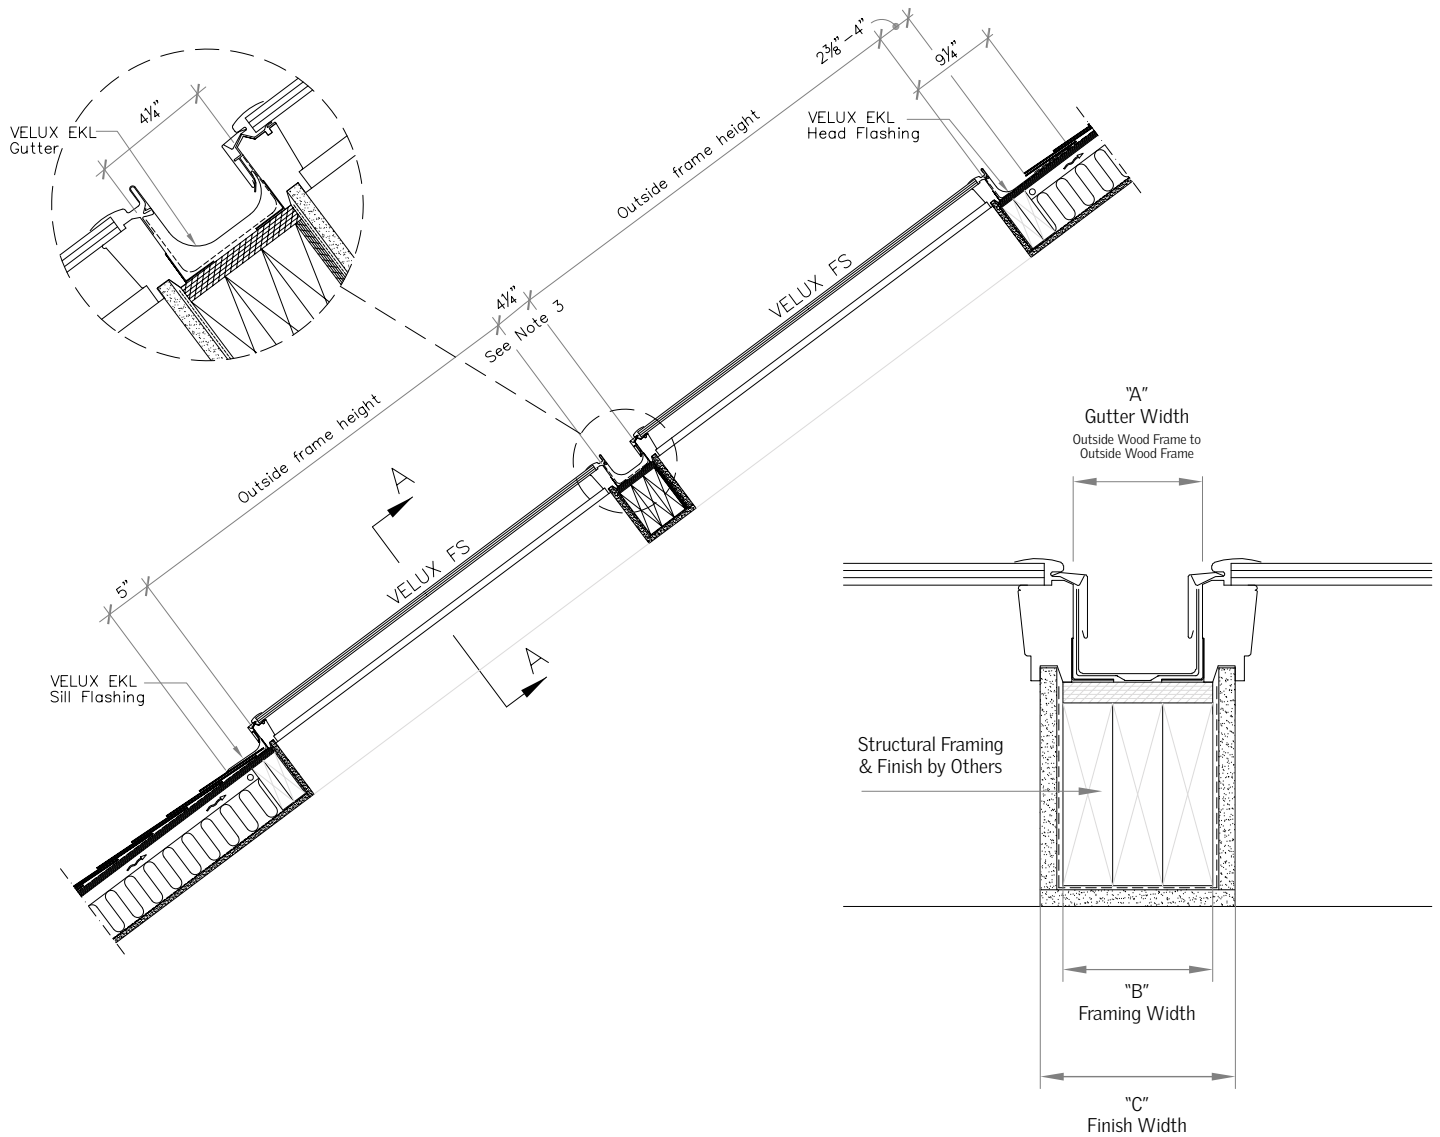 4¼"
VELUX EKL
Gutter
2⅜" – 4"
9¼"
VELUX EKL
Head Flashing
Outside frame height
VELUX FS
4¼"
See Note 3
Outside frame height
A
VELUX FS
5"
A
VELUX EKL
Sill Flashing
"A"
Gutter Width
Outside Wood Frame to
Outside Wood Frame
Structural Framing
& Finish by Others
"B"
Framing Width
"C"
Finish Width